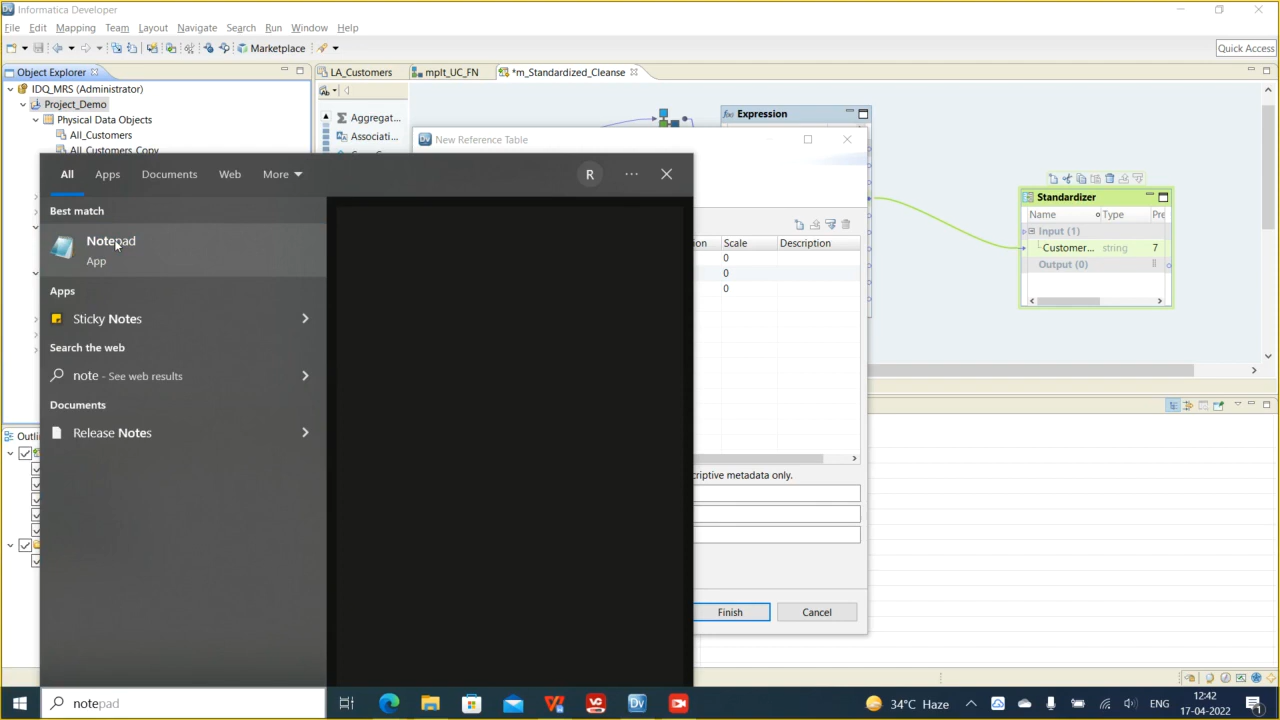 Informatica Developer
File Edit Mapping Team Layout Navigate Search Run Window Help
Marketplace
Quick Access
Object Explorer
LA_Customers
mplt_UC_FN
*m_Standardized_Cleanse
IDQ_MRS (Administrator)
Project_Demo
Physical Data Objects
All_Customers
All_Customers_Copy
Aggregat...
Associati...
Expression
New Reference Table
Scale
Description
0
0
0
criptive metadata only.
Finish
Cancel
Standardizer
Name
Type
Pre
Input (1)
Customer...
string
7
Output (0)
All
Apps
Documents
Web
More
R
Best match
Notepad
App
Apps
Sticky Notes
Search the web
note - See web results
Documents
Release Notes
Outli
notepad
34°C Haze
ENG
12:42
17-04-2022
1